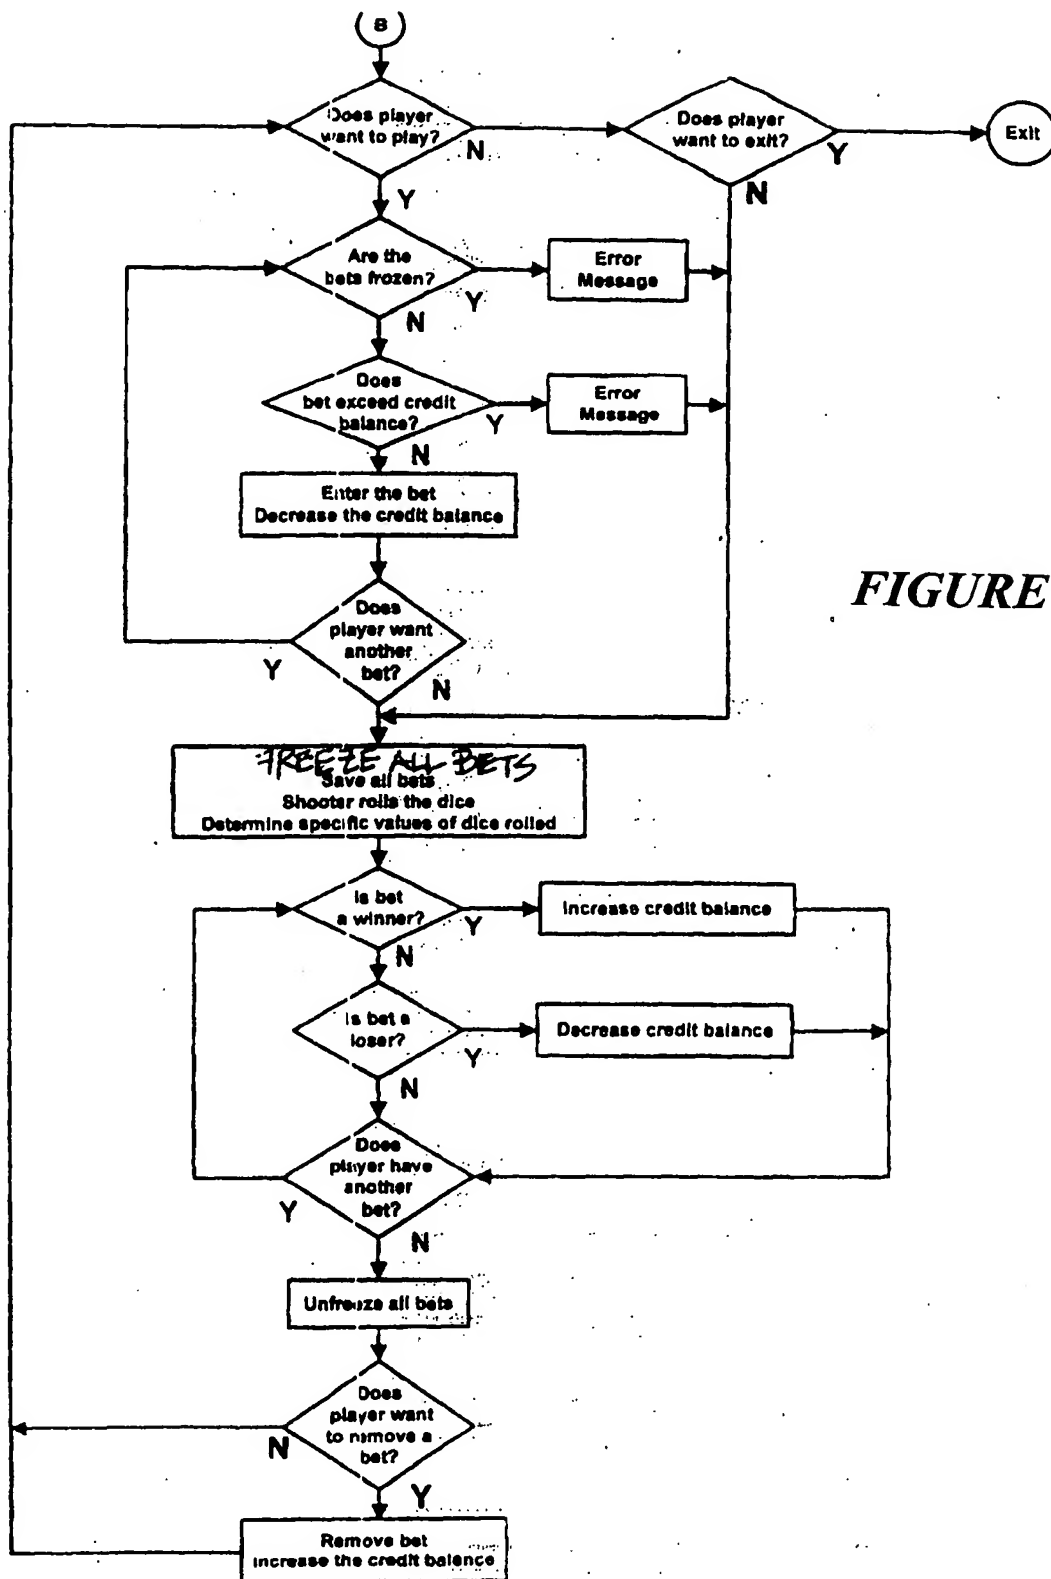 B
Does player
want to play?
N
Does player
want to exit?
Y
Exit
N
Y
Are the
bets frozen?
Y
Error
Message
N
Does
bet exceed credit
balance?
Y
Error
Message
N
Enter the bet
Decrease the credit balance
FIGURE
Does
player want
another
bet?
Y
N
FREEZE ALL BETS
Save all bets
Shooter rolls the dice
Determine specific values of dice rolled
Is bet
a winner?
Y
Increase credit balance
N
Is bet a
loser?
Y
Decrease credit balance
N
Does
player have
another
bet?
Y
N
Unfreeze all bets
Does
player want
to remove a
bet?
N
Y
Remove bet
Increase the credit balance